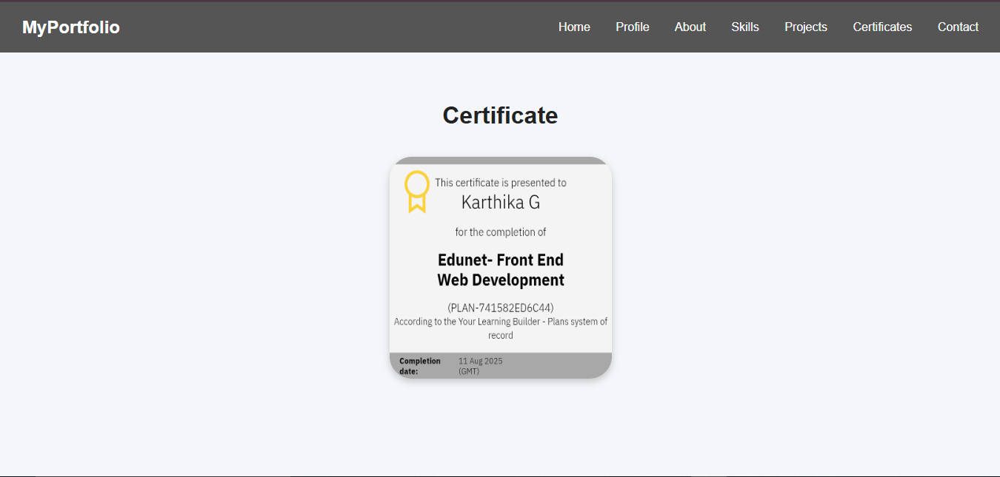 MyPortfolio
Home Profile About Skills Projects Certificates Contact
Certificate
This certificate is presented to
Karthika G
for the completion of
Edunet- Front End
Web Development
(PLAN-741582ED6C44)
According to the Your Learning Builder - Plans system of
record
Completion 11 Aug 2025
date: (GMT)